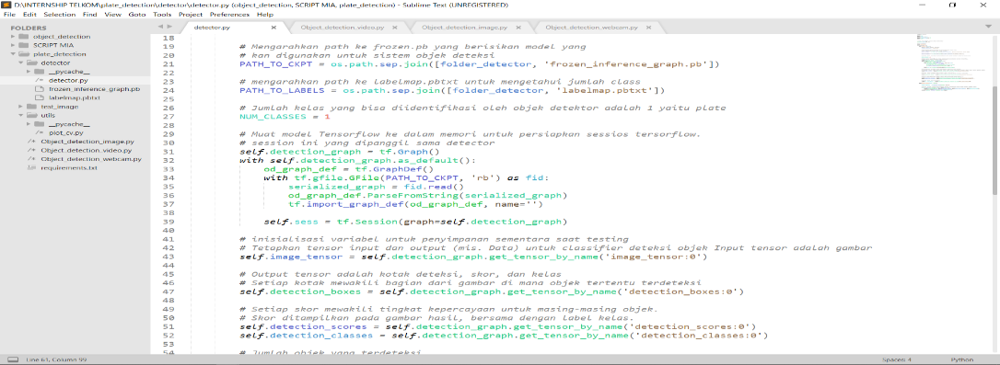 D:\INTERNSHIP TELKOM\plate_detection\detector\detector.py (object_detection, SCRIPT MIA, plate_detection) - Sublime Text (UNREGISTERED)
File Edit Selection Find View Goto Tools Project Preferences Help
FOLDERS
object_detection
SCRIPT MIA
plate_detection
detector
__pycache__
detector.py
frozen_inference_graph.pb
labelmap.pbtxt
test_image
utils
__pycache__
plot_cv.py
Object_detection_image.py
Object_detection_video.py
Object_detection_webcam.py
requirements.txt
detector.py Object_detection_video.py Object_detection_image.py Object_detection_webcam.py
18
19 # Mengarahkan path ke frozen.pb yang berisikan model yang
20 # kan digunakan untuk sistem objek deteksi
21 PATH_TO_CKPT = os.path.sep.join([folder_detector, 'frozen_inference_graph.pb'])
22
23 # mengarahkan path ke labelmap.pbtxt untuk mengetahui jumlah class
24 PATH_TO_LABELS = os.path.sep.join([folder_detector, 'labelmap.pbtxt'])
25
26 # Jumlah kelas yang bisa diidentifikasi oleh objek detektor adalah 1 yaitu plate
27 NUM_CLASSES = 1
28
29 # Muat model Tensorflow ke dalam memori untuk persiapkan sessios tersorflow.
30 # session ini yang dipanggil sama detector
31 self.detection_graph = tf.Graph()
32 with self.detection_graph.as_default():
33 od_graph_def = tf.GraphDef()
34 with tf.gfile.GFile(PATH_TO_CKPT, 'rb') as fid:
35 serialized_graph = fid.read()
36 od_graph_def.ParseFromString(serialized_graph)
37 tf.import_graph_def(od_graph_def, name='')
38
39 self.sess = tf.Session(graph=self.detection_graph)
40
41 # inisialisasi variabel untuk penyimpanan sementara saat testing
42 # Tetapkan tensor input dan output (mis. Data) untuk classifier deteksi objek Input tensor adalah gambar
43 self.image_tensor = self.detection_graph.get_tensor_by_name('image_tensor:0')
44
45 # Output tensor adalah kotak deteksi, skor, dan kelas
46 # Setiap kotak mewakili bagian dari gambar di mana objek tertentu terdeteksi
47 self.detection_boxes = self.detection_graph.get_tensor_by_name('detection_boxes:0')
48
49 # Setiap skor mewakili tingkat kepercayaan untuk masing-masing objek.
50 # Skor ditampilkan pada gambar hasil, bersama dengan label kelas.
51 self.detection_scores = self.detection_graph.get_tensor_by_name('detection_scores:0')
52 self.detection_classes = self.detection_graph.get_tensor_by_name('detection_classes:0')
53
54 # Jumlah objek yang terdeteksi
Line 61, Column 99 Spaces: 4 Python